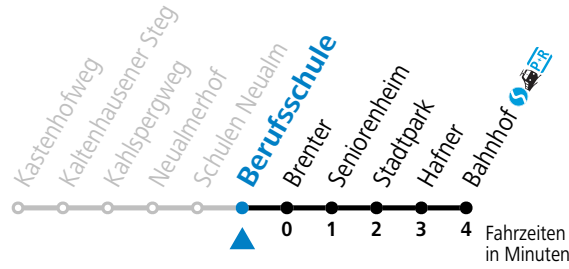 Kastenhofweg
Kaltenhausener Steg
Kahlspergweg
Neualmerhof
Schulen Neualm
Berufsschule
Brenter
Seniorenheim
Stadtpark
Hafner
Bahnhof
P+R
0 1 2 3 4
Fahrzeiten
in Minuten